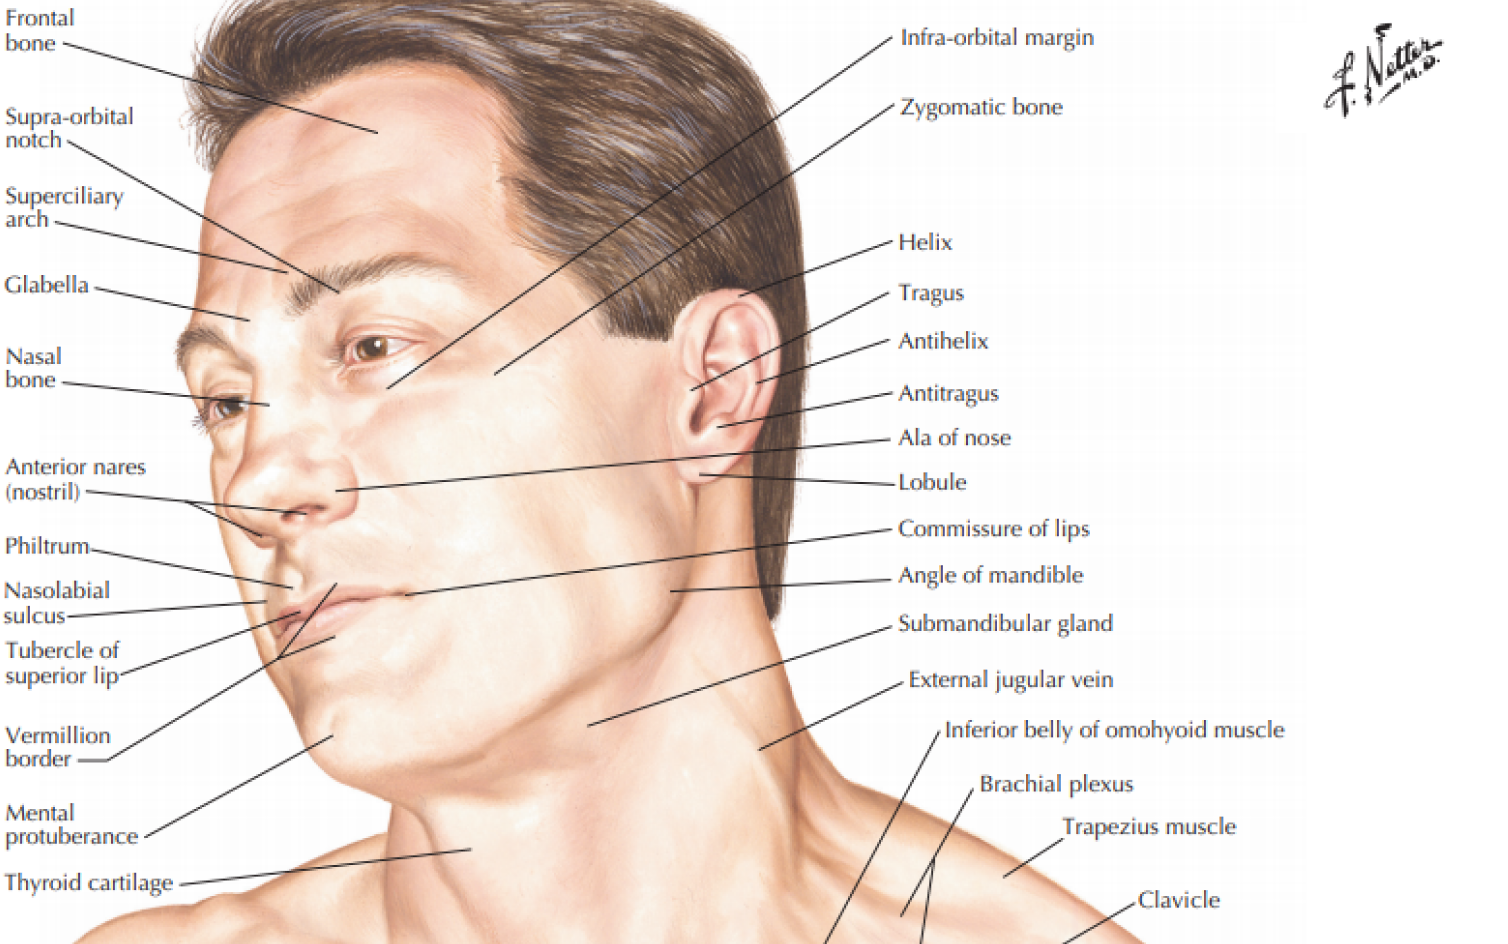 Frontal
bone
Supra-orbital
notch
Superciliary
arch
Glabella
Nasal
bone
Anterior nares
(nostril)
Philtrum
Nasolabial
sulcus
Tubercle of
superior lip
Vermillion
border
Mental
protuberance
Thyroid cartilage
Infra-orbital margin
Zygomatic bone
Helix
Tragus
Antihelix
Antitragus
Ala of nose
Lobule
Commissure of lips
Angle of mandible
Submandibular gland
External jugular vein
Inferior belly of omohyoid muscle
Brachial plexus
Trapezius muscle
Clavicle
F. Netter
M.D.